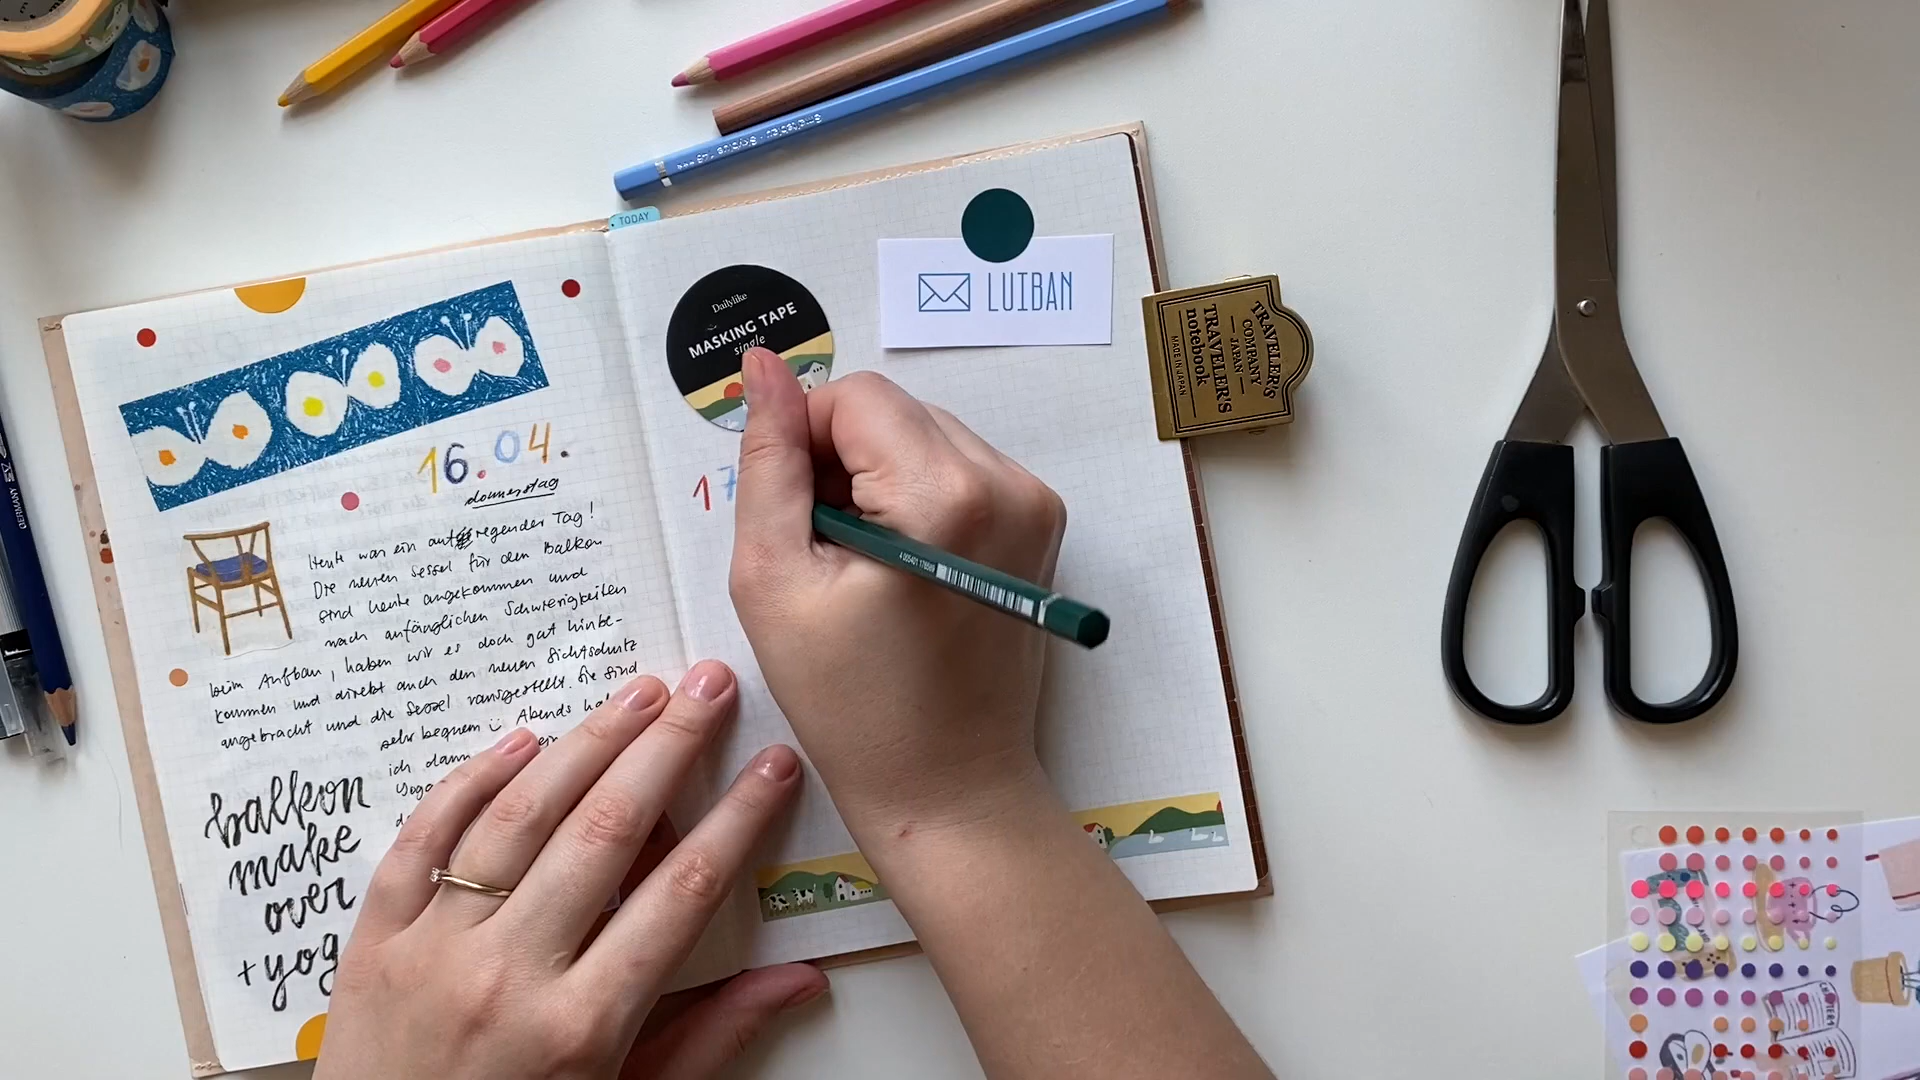 TODAY
16.04.
donnerstag
Heute war ein aufregender Tag!
Die neuen Sessel für den Balkon
sind heute angekommen und
nach anfänglichen Schwierigkeiten
beim Aufbau, haben wir es doch gut hinbe-
kommen und direkt auch den neuen Sichtschutz
angebracht und die Sessel rausgestellt. Sie sind
sehr bequem Abends
ich dann ein
Yoga
balkon
make
over
+yog
Dailylike
MASKING TAPE
single
17
LUIBAN
TRAVELER'S
COMPANY
JAPAN
TRAVELER'S
notebook
MADE IN JAPAN
GERMANY